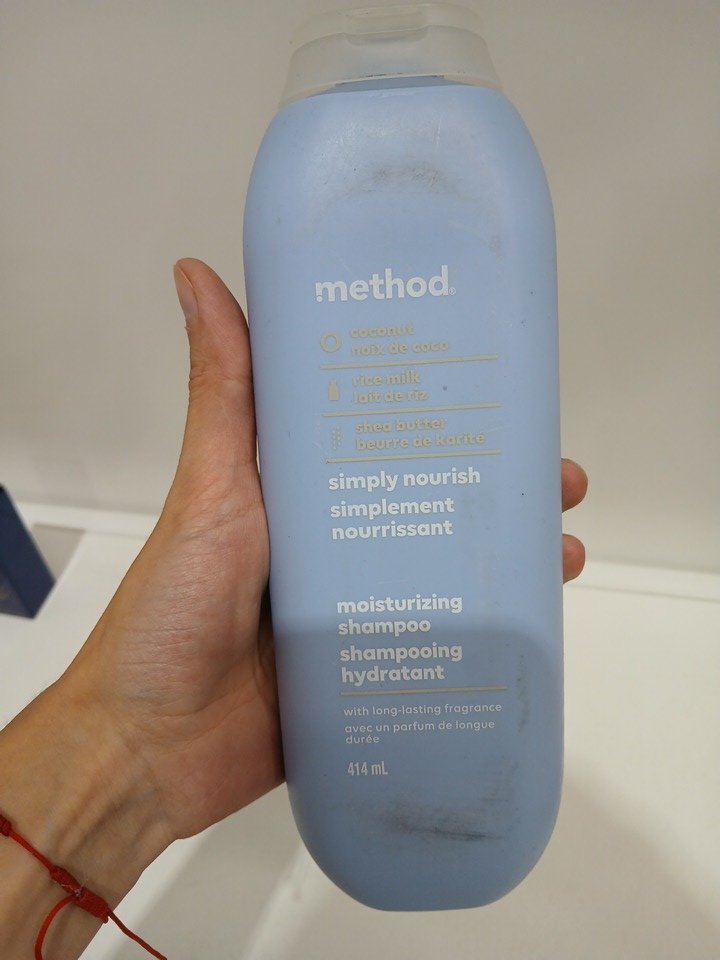 method®
coconut
noix de coco
rice milk
lait de riz
shea butter
beurre de karité
simply nourish
simplement
nourrissant
moisturizing
shampoo
shampooing
hydratant
with long-lasting fragrance
avec un parfum de longue
durée
414 mL